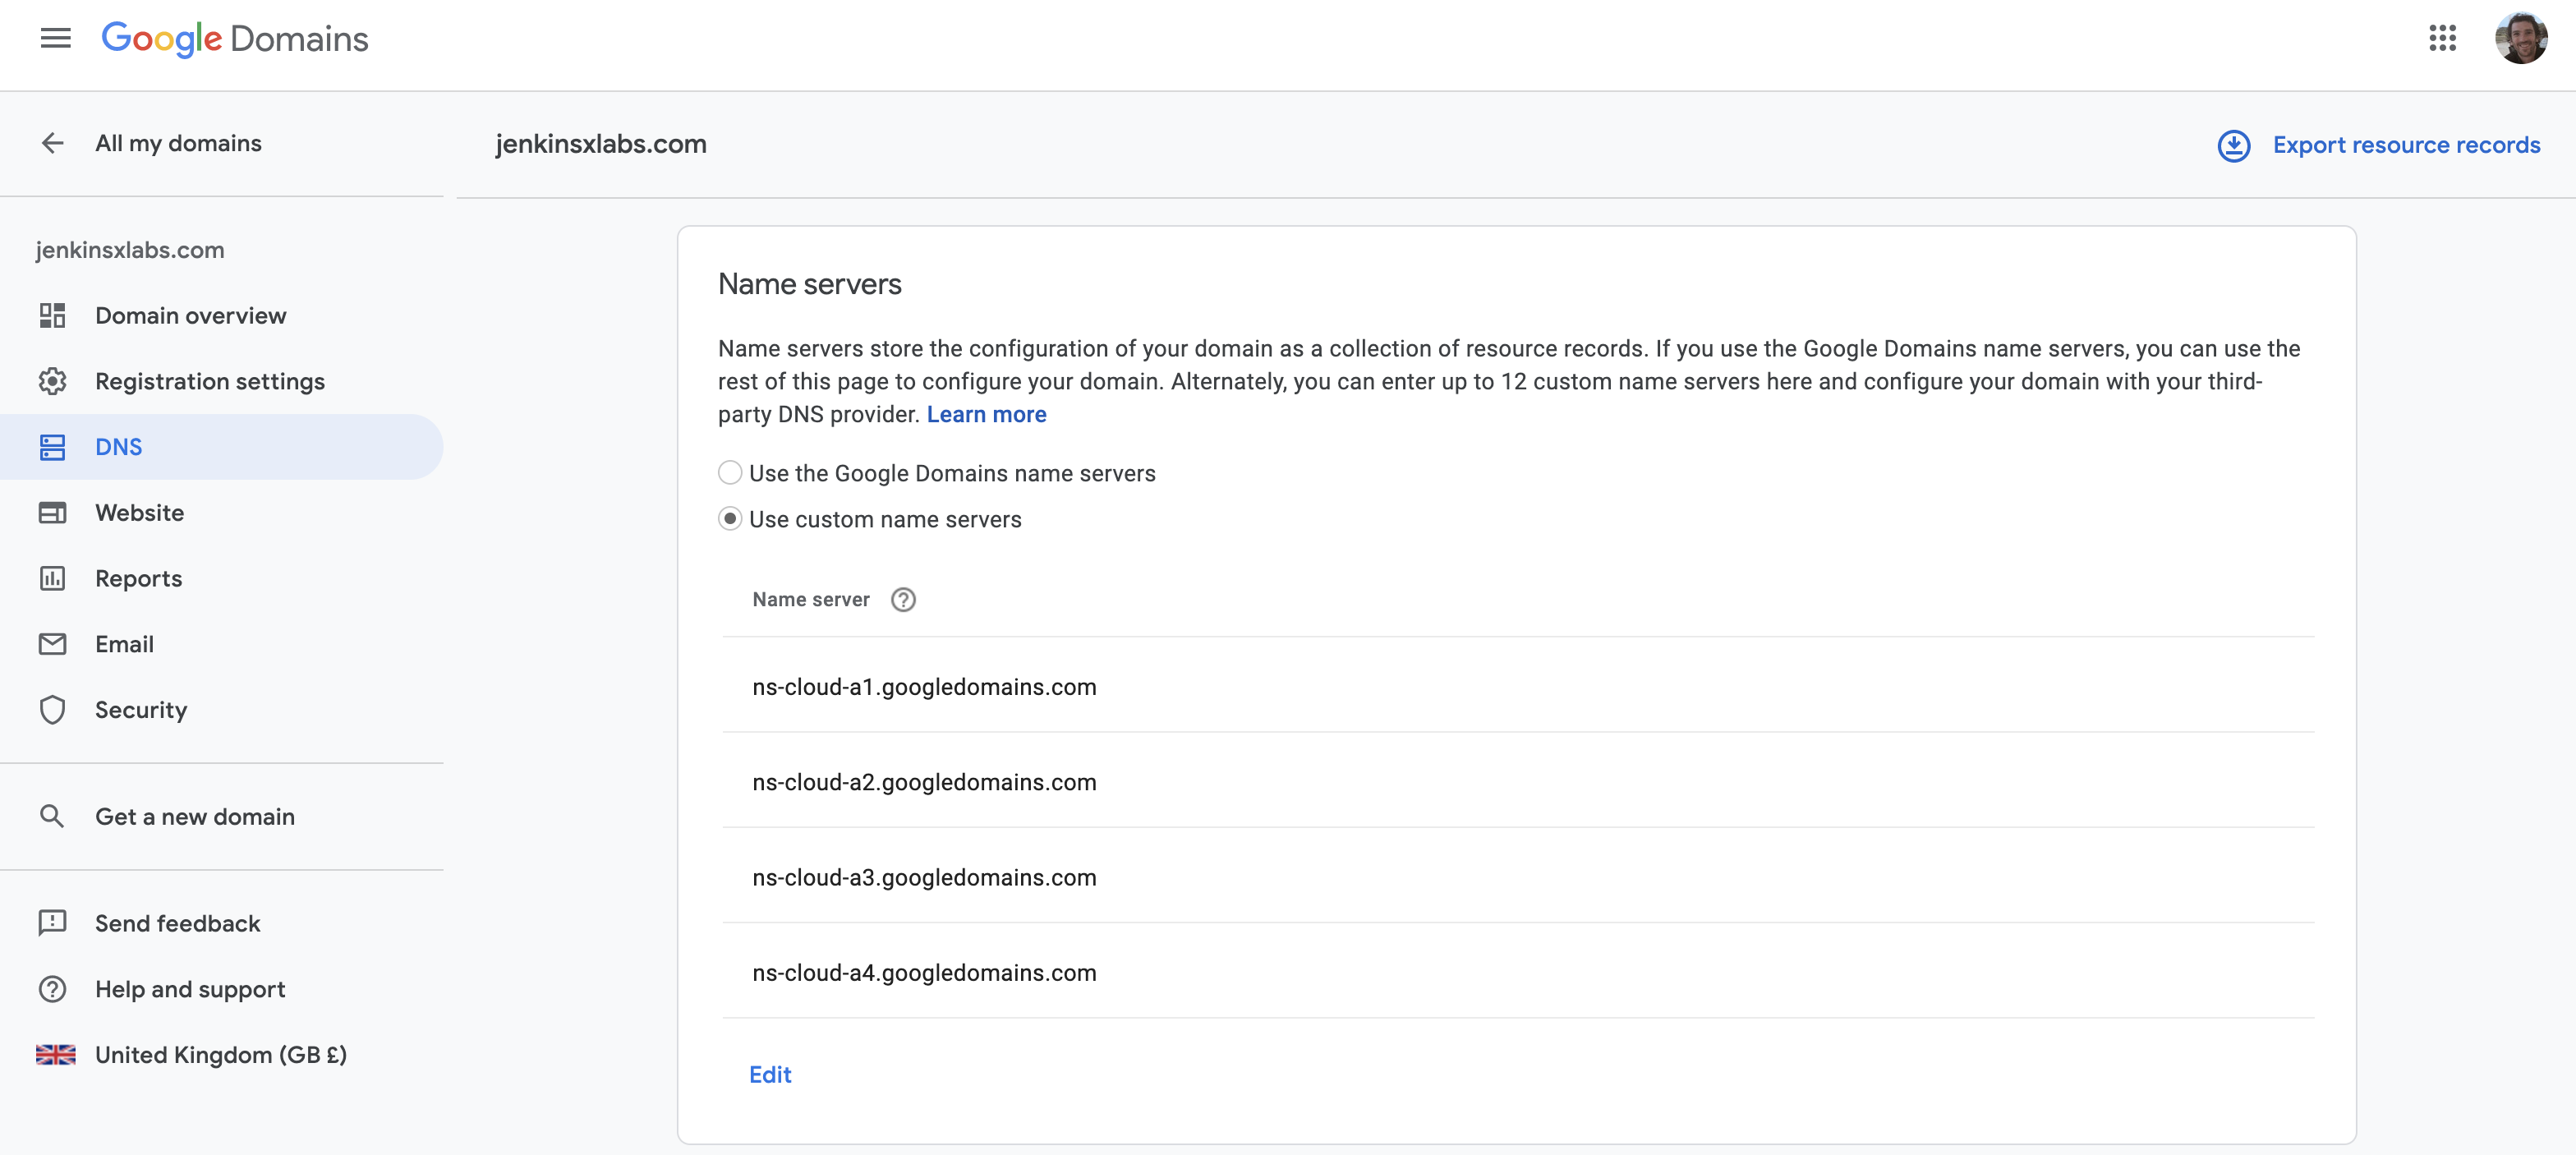 Google Domains
All my domains
jenkinsxlabs.com
Export resource records
jenkinsxlabs.com
Domain overview
Registration settings
DNS
Website
Reports
Email
Security
Get a new domain
Send feedback
Help and support
United Kingdom (GB £)
Name servers
Name servers store the configuration of your domain as a collection of resource records. If you use the Google Domains name servers, you can use the
rest of this page to configure your domain. Alternately, you can enter up to 12 custom name servers here and configure your domain with your third-
party DNS provider. Learn more
Use the Google Domains name servers
Use custom name servers
Name server
ns-cloud-a1.googledomains.com
ns-cloud-a2.googledomains.com
ns-cloud-a3.googledomains.com
ns-cloud-a4.googledomains.com
Edit